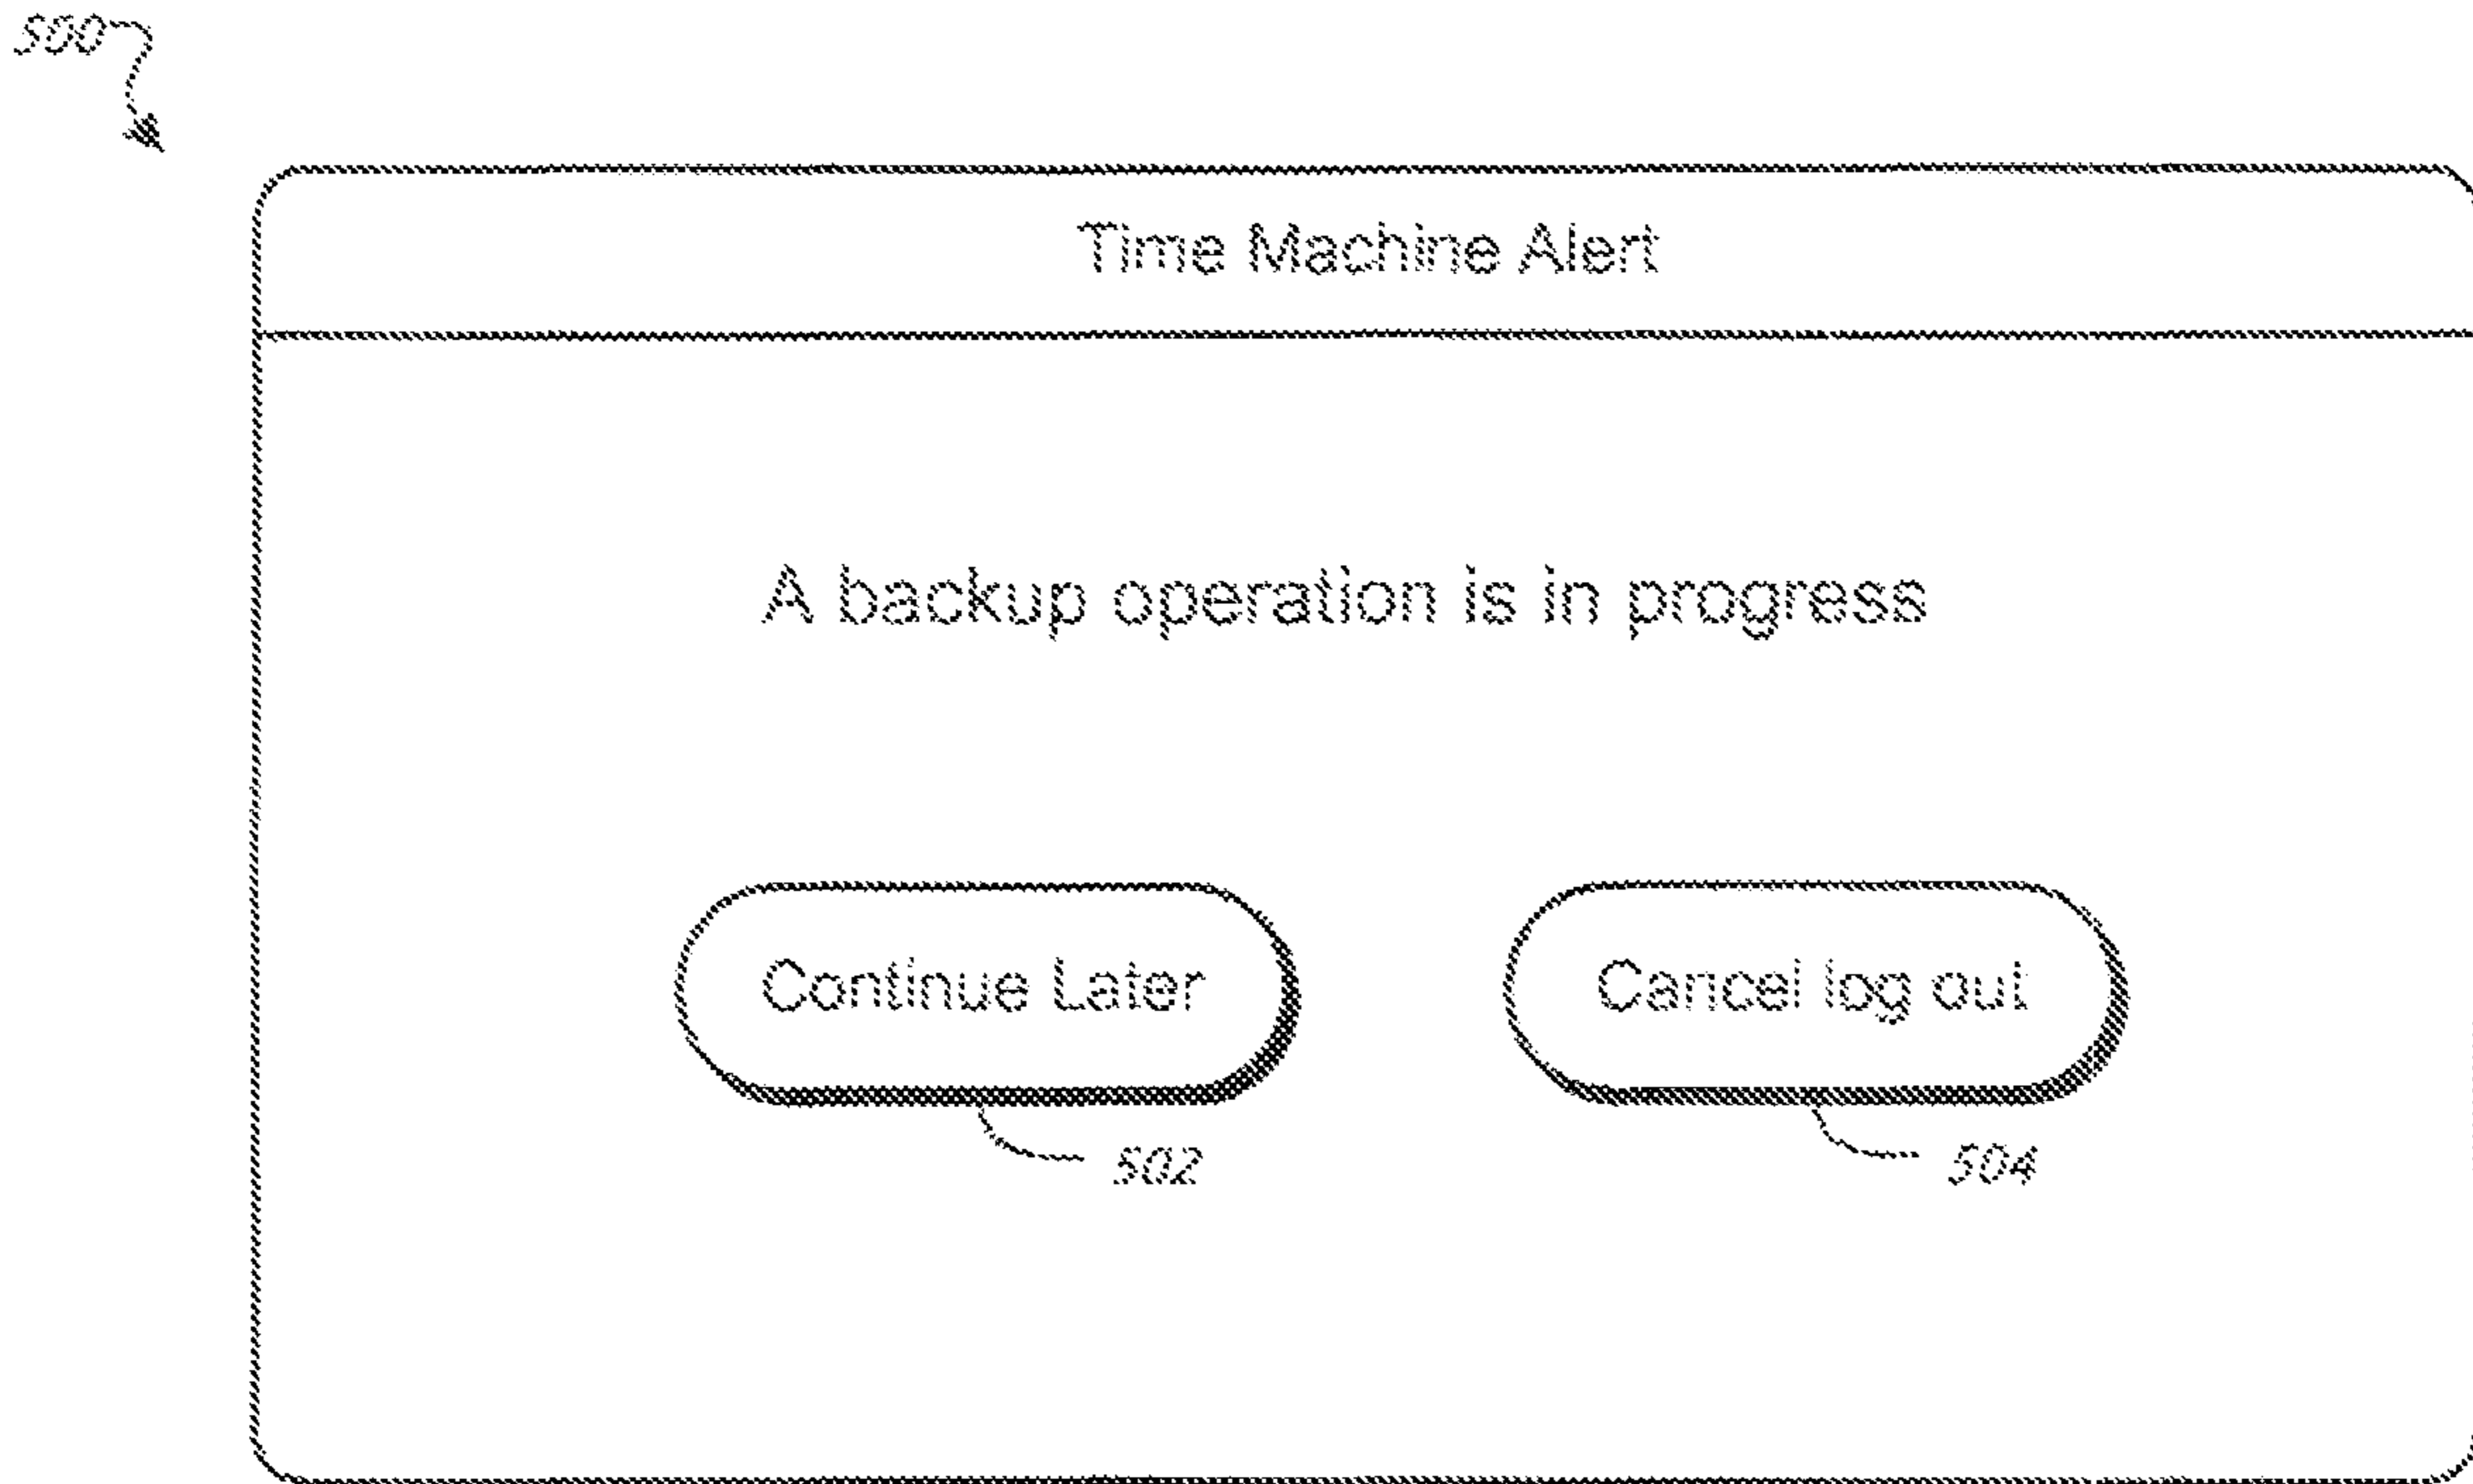 500
Time Machine Alert
A backup operation is in progress
Continue Later
Cancel log out
502
504